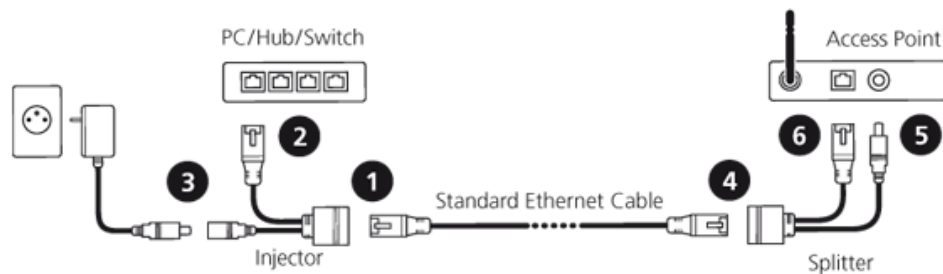 PC/Hub/Switch
Access Point
2
6
5
3
1
4
Standard Ethernet Cable
Injector
Splitter